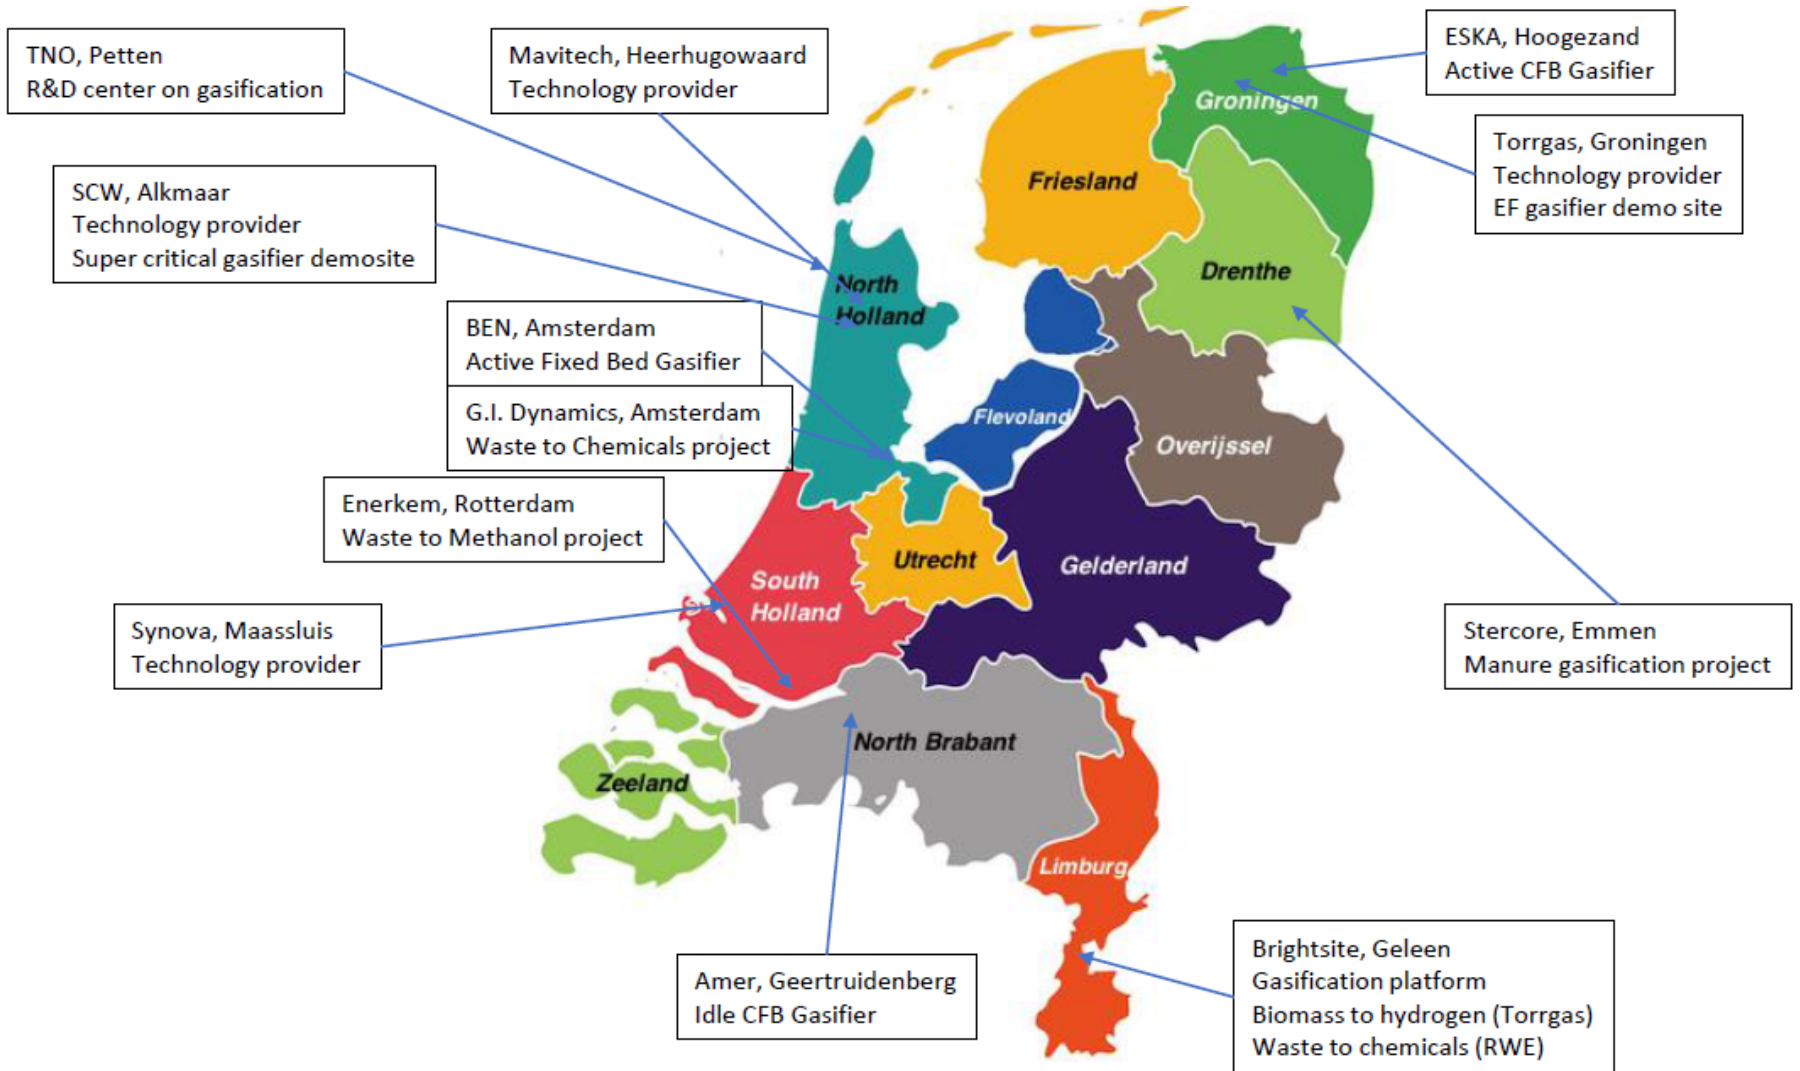 TNO, Petten
R&D center on gasification
Mavitech, Heerhugowaard
Technology provider
ESKA, Hoogezand
Active CFB Gasifier
Torrgas, Groningen
Technology provider
EF gasifier demo site
SCW, Alkmaar
Technology provider
Super critical gasifier demosite
BEN, Amsterdam
Active Fixed Bed Gasifier
G.I. Dynamics, Amsterdam
Waste to Chemicals project
Enerkem, Rotterdam
Waste to Methanol project
Synova, Maassluis
Technology provider
Stercore, Emmen
Manure gasification project
Amer, Geertruidenberg
Idle CFB Gasifier
Brightsite, Geleen
Gasification platform
Biomass to hydrogen (Torrgas)
Waste to chemicals (RWE)
Groningen
Friesland
Drenthe
North
Holland
Flevoland
Overijssel
Utrecht
Gelderland
South
Holland
North Brabant
Zeeland
Limburg